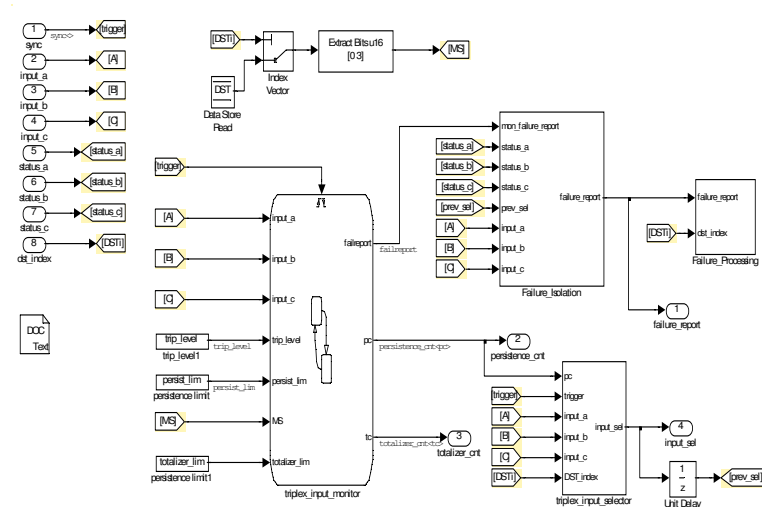 1
sync
sync<>
[trigger]
2
input_a
[A]
3
input_b
[B]
4
input_c
[C]
5
status_a
[status_a]
6
status_b
[status_b]
7
status_c
[status_c]
8
dst_index
[DSTi]
DOC
Text
[DSTi]
DST
Data Store
Read
Index
Vector
Extract Bits u16
[0 3]
[MS]
[trigger]
[A]
[B]
[C]
trip_level
trip_level1
trip_level
persist_lim
persistence limit
persist_lim
[MS]
totalizer_lim
persistence limit1
input_a
input_b
input_c
trip_level
persist_lim
MS
totalizer_lim
failreport
pc
tc
triplex_input_monitor
failreport
persistence_cnt<pc>
totalizer_cnt<tc>
2
persistence_cnt
3
totalizer_cnt
[status_a]
[status_b]
[status_c]
[prev_sel]
[A]
[B]
[C]
mon_failure_report
status_a
status_b
status_c
prev_sel
input_a
input_b
input_c
failure_report
Failure_Isolation
[DSTi]
failure_report
dst_index
Failure_Processing
1
failure_report
[trigger]
[A]
[B]
[C]
[DSTi]
pc
trigger
input_a
input_b
input_c
DST_index
input_sel
triplex_input_selector
4
input_sel
1
z
Unit Delay
[prev_sel]